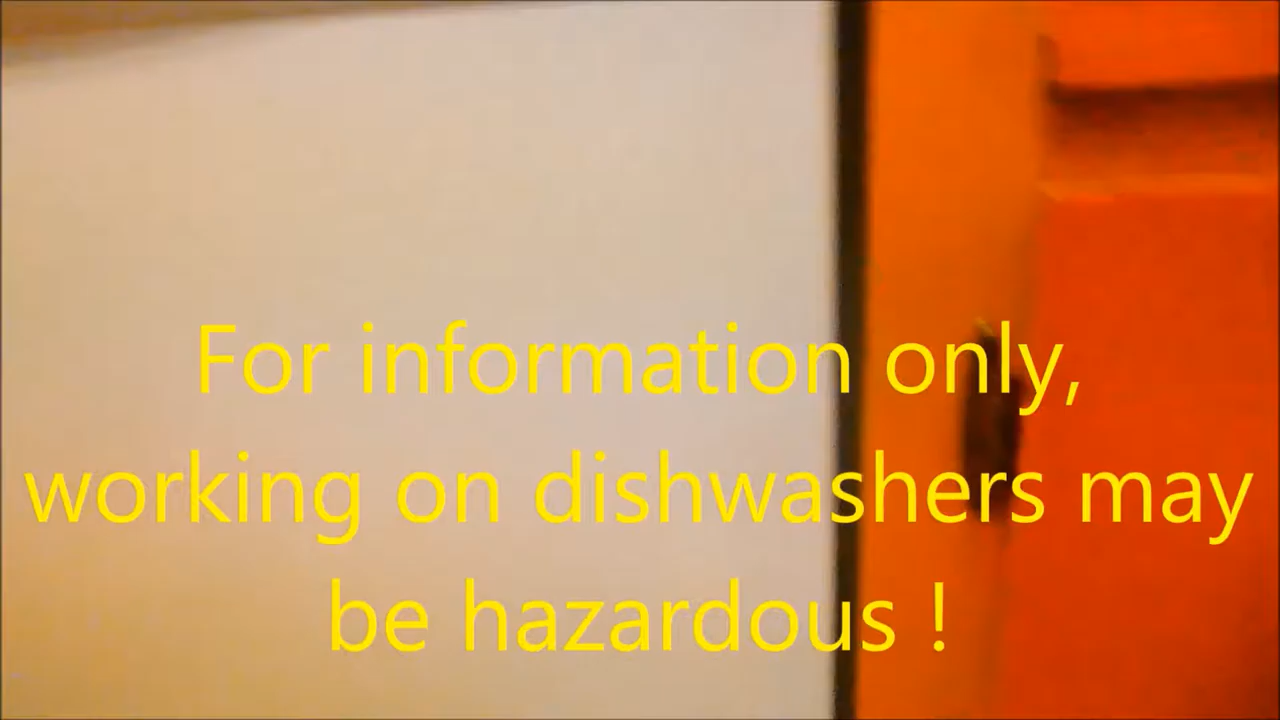 For information only,
working on dishwashers may
be hazardous !